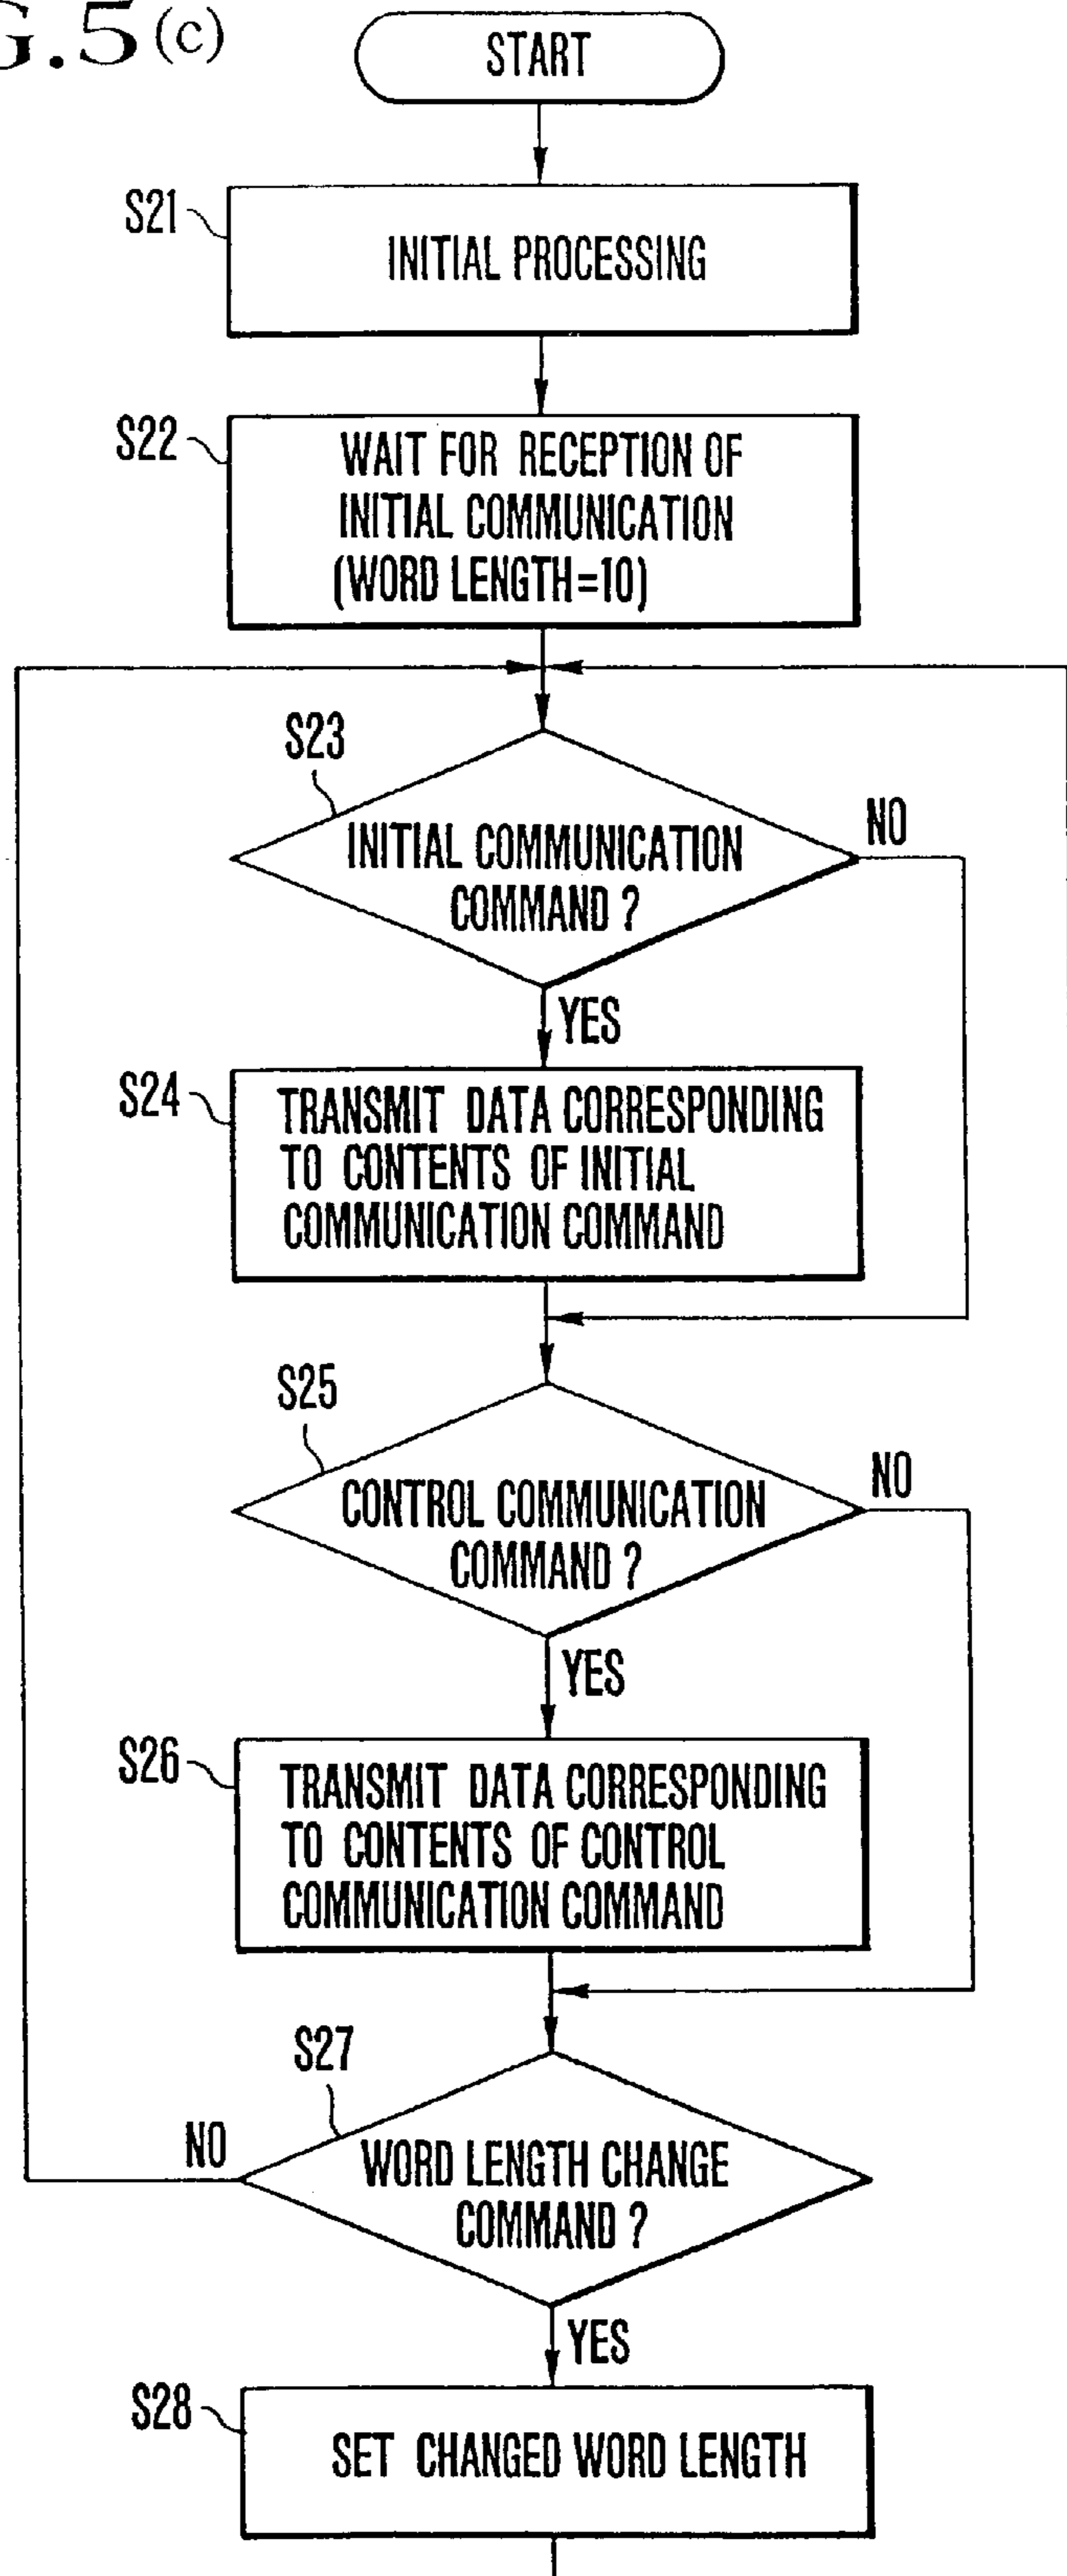 G.5 (c)
START
S21
INITIAL PROCESSING
S22
WAIT FOR RECEPTION OF
INITIAL COMMUNICATION
(WORD LENGTH=10)
S23
INITIAL COMMUNICATION
COMMAND ?
NO
YES
S24
TRANSMIT DATA CORRESPONDING
TO CONTENTS OF INITIAL
COMMUNICATION COMMAND
S25
CONTROL COMMUNICATION
COMMAND ?
NO
YES
S26
TRANSMIT DATA CORRESPONDING
TO CONTENTS OF CONTROL
COMMUNICATION COMMAND
S27
NO
WORD LENGTH CHANGE
COMMAND ?
YES
S28
SET CHANGED WORD LENGTH